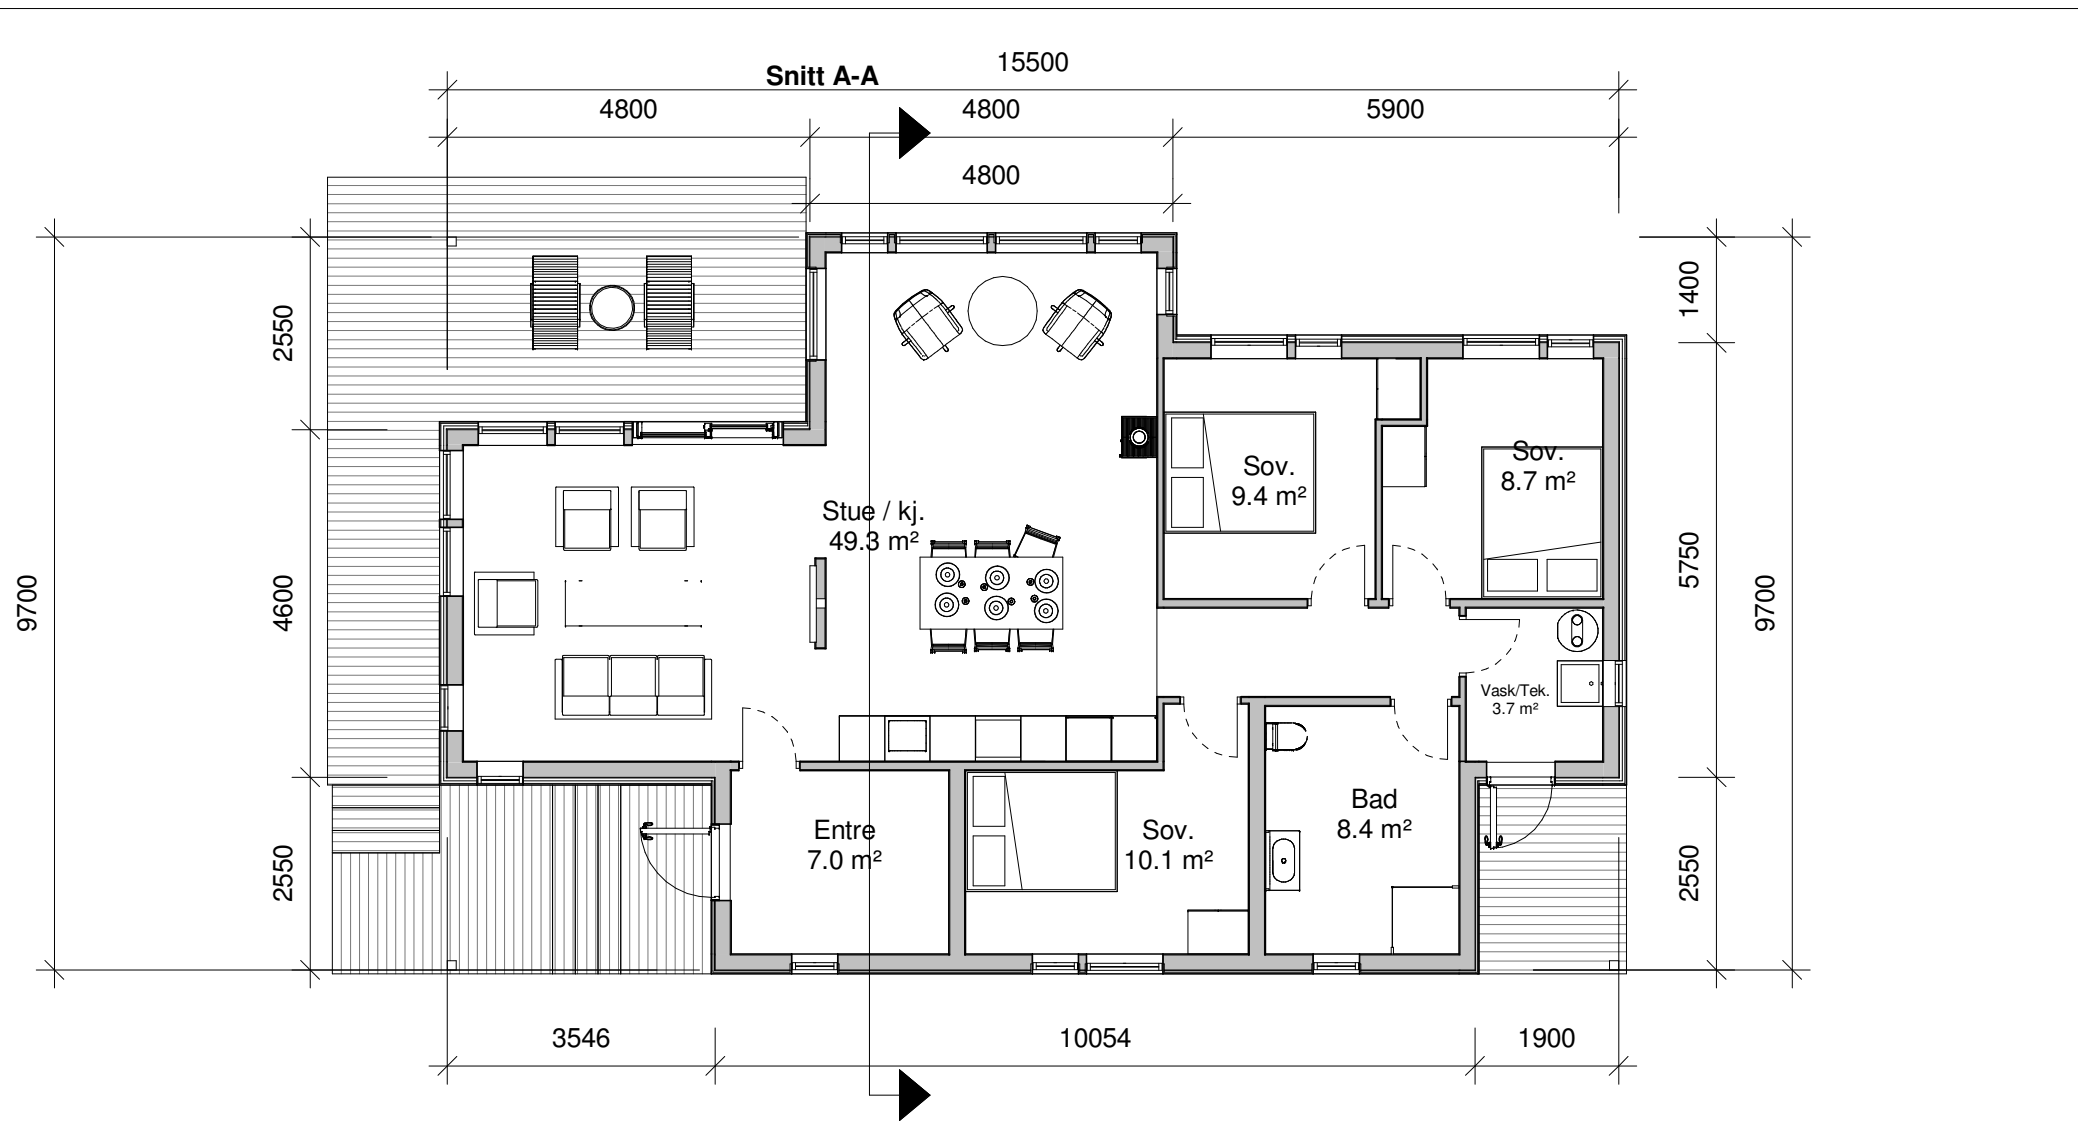 15500
Snitt A-A
4800
4800
5900
4800
2550
1400
9700
4600
5750
9700
2550
2550
Sov.
9.4 m²
Sov.
8.7 m²
Stue / kj.
49.3 m²
Vask/Tek.
3.7 m²
Entre
7.0 m²
Sov.
10.1 m²
Bad
8.4 m²
3546
10054
1900